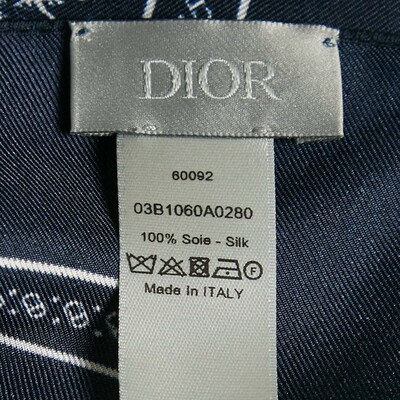 DIOR
60092
03B1060A0280
100% Soie - Silk
F
Made In ITALY